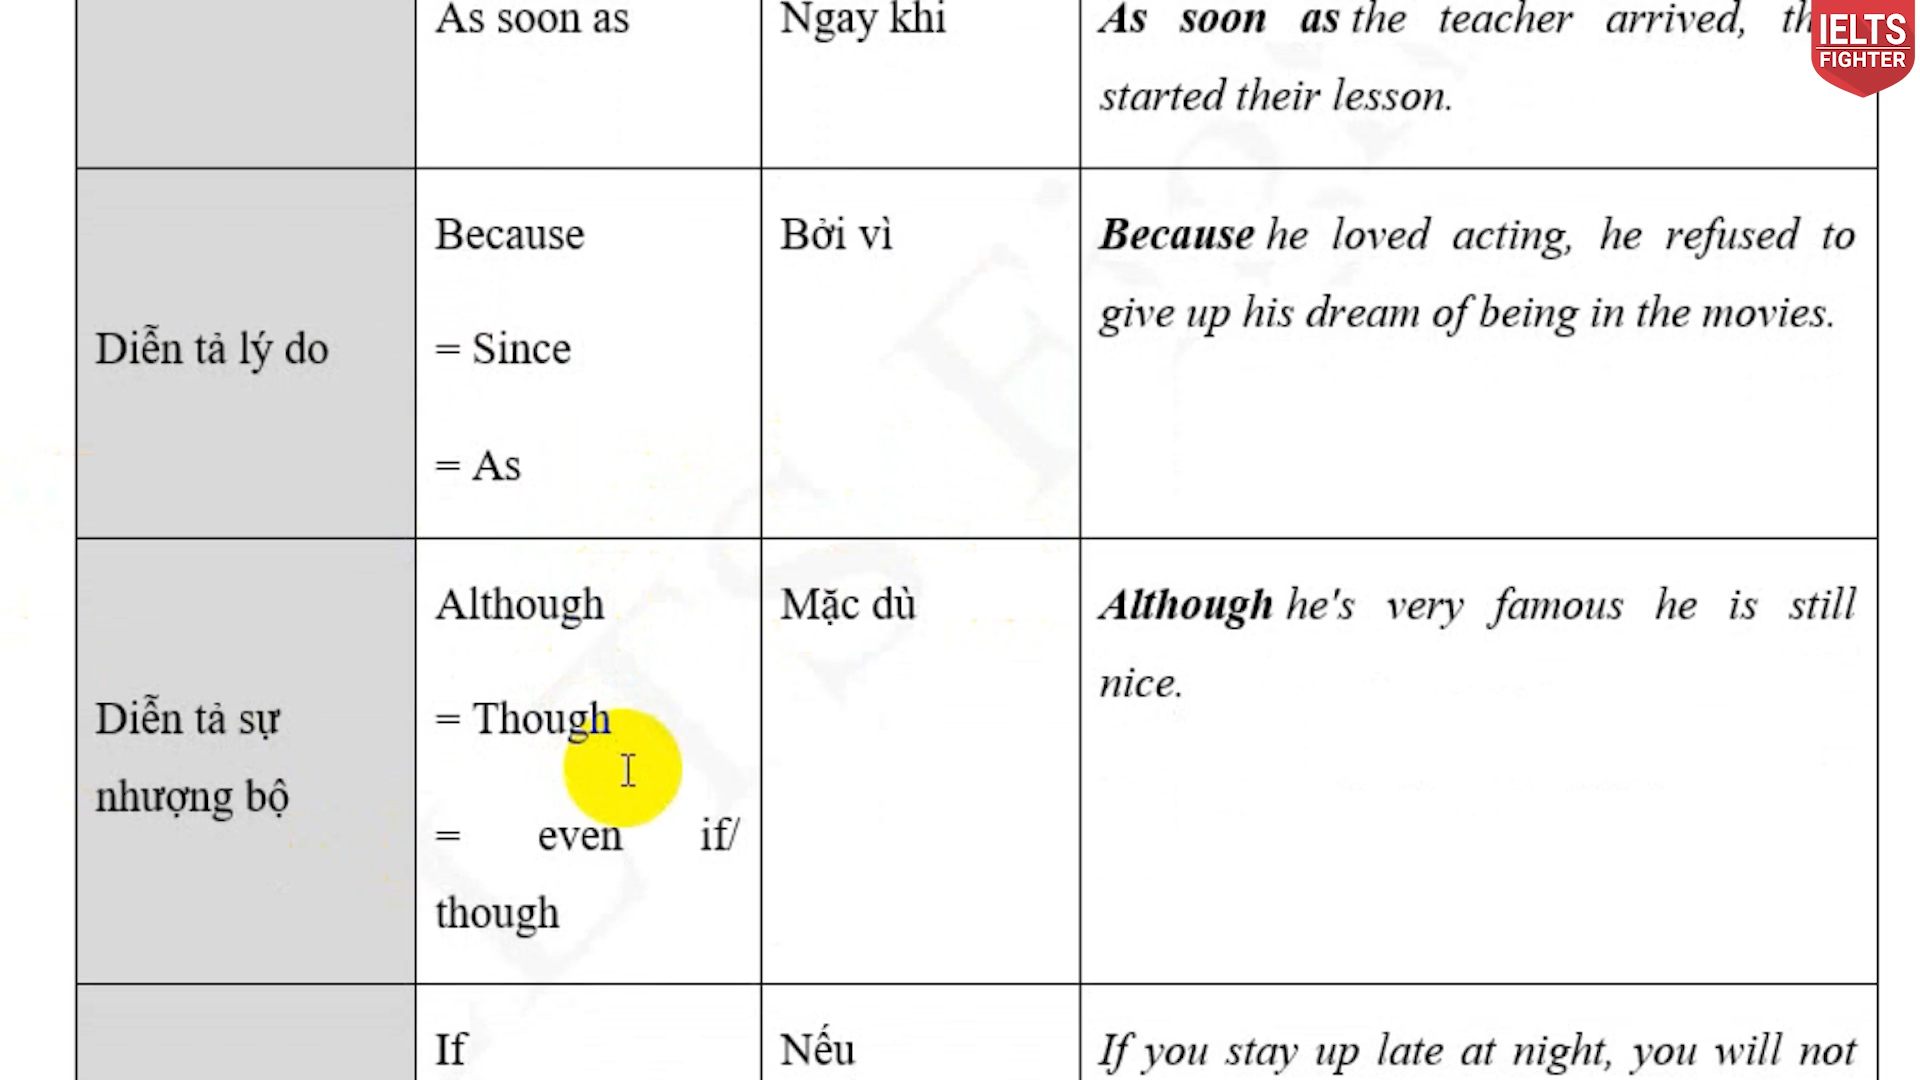 As soon as
Ngay khi
As soon as the teacher arrived,
started their lesson.
IELTS
FIGHTER
Diễn tả lý do
Because
= Since
= As
Bởi vì
Because he loved acting, he refused to
give up his dream of being in the movies.
Diễn tả sự
nhượng bộ
Although
= Though
= even if/
though
Mặc dù
Although he's very famous he is still
nice.
If
Nếu
If you stay up late at night, you will not